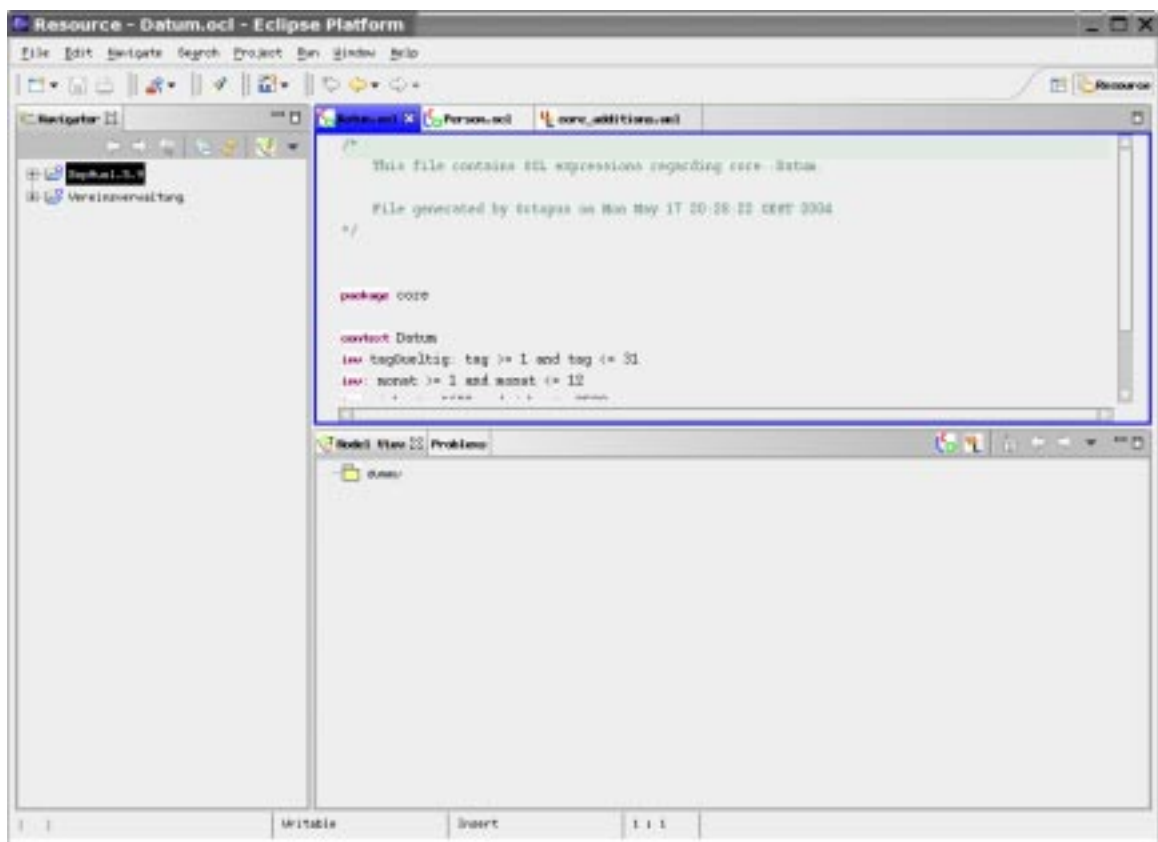 Resource - Datum.ocl - Eclipse Platform
File Edit Navigate Search Project Run Window Help
Resource
Navigator
Datum.ocl Person.ocl core_additions.uml
Vereinsverwaltung
/*
This file contains OCL expressions regarding core::Datum.
File generated by Octopus on Mon May 17 20:28:22 CEST 2004
*/
package core
context Datum
inv tagGueltig: tag >= 1 and tag <= 31
inv: monat >= 1 and monat <= 12
Model View Problems
dummy
Writable Insert 1 : 1